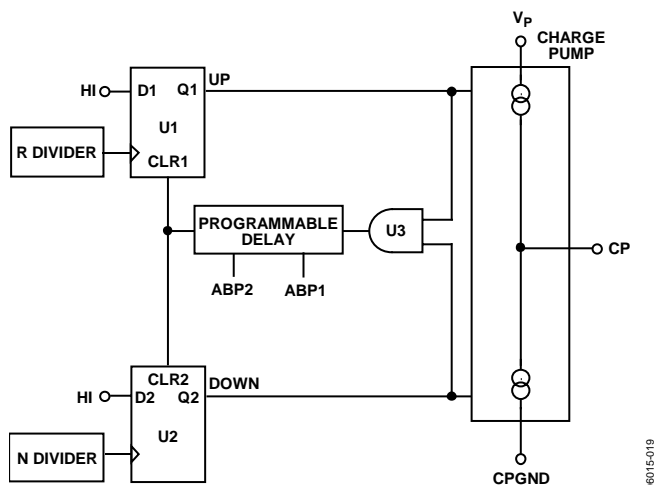 VP
CHARGE
PUMP
HI
D1
Q1
UP
U1
R DIVIDER
CLR1
PROGRAMMABLE
DELAY
U3
ABP2
ABP1
CP
CLR2
DOWN
HI
D2
Q2
U2
N DIVIDER
CPGND
6015-019